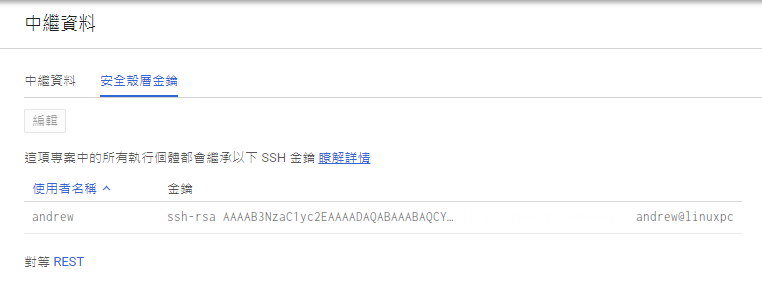 中繼資料
中繼資料 安全殼層金鑰
編輯
這項專案中的所有執行個體都會繼承以下 SSH 金鑰 瞭解詳情
使用者名稱 金鑰
andrew ssh-rsa AAAAB3NzaC1yc2EAAAADAQABAAABAQCY… andrew@linuxpc
對等 REST